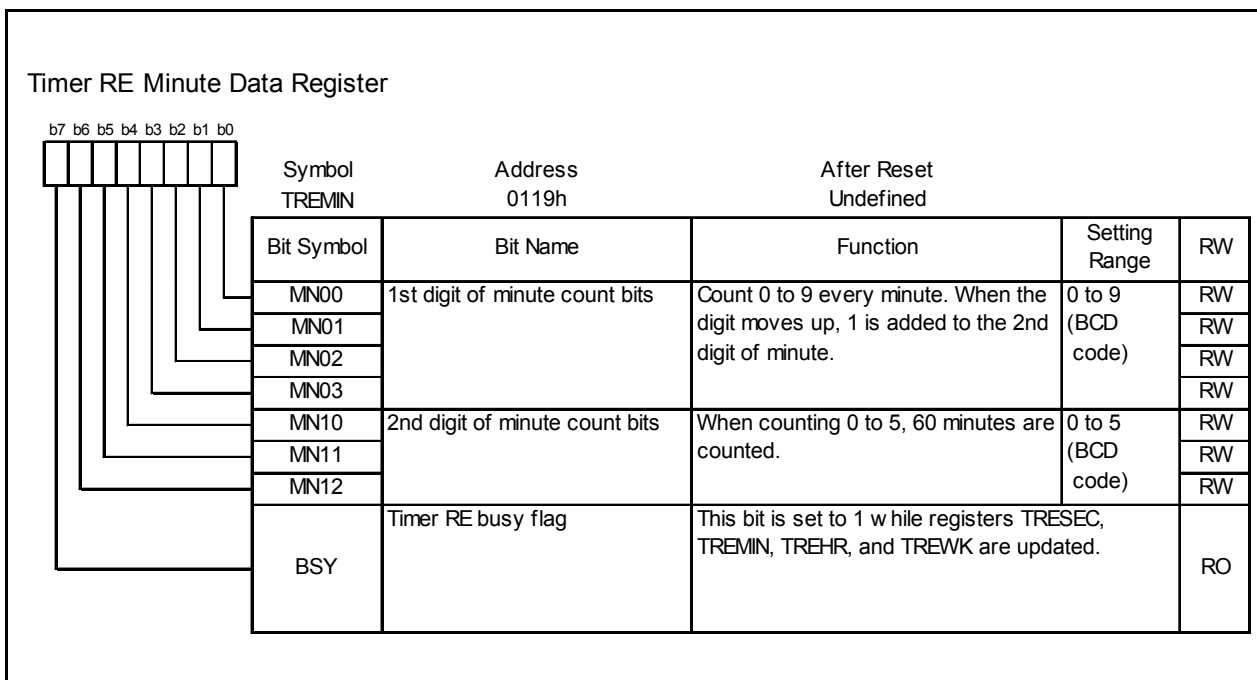 Timer RE Minute Data Register
b7 b6 b5 b4 b3 b2 b1 b0
Symbol Address After Reset
TREMIN 0119h Undefined
Bit Symbol Bit Name Function Setting Range RW
MN00 1st digit of minute count bits Count 0 to 9 every minute. When the 0 to 9 RW
MN01 digit moves up, 1 is added to the 2nd (BCD RW
MN02 digit of minute. code) RW
MN03 RW
MN10 2nd digit of minute count bits When counting 0 to 5, 60 minutes are 0 to 5 RW
MN11 counted. (BCD RW
MN12 code) RW
Timer RE busy flag This bit is set to 1 w hile registers TRESEC,
TREMIN, TREHR, and TREWK are updated.
BSY RO